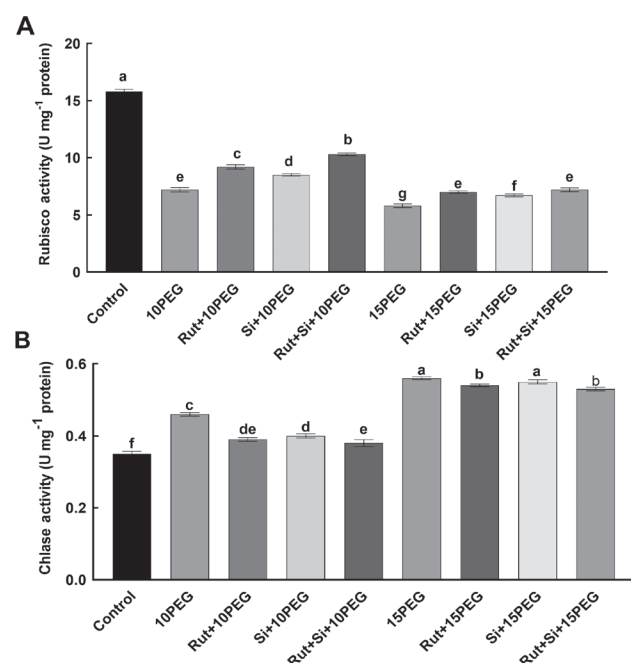 A
Rubisco activity (U mg⁻¹ protein)
20
15
10
5
0
a
e
c
d
b
g
e
f
e
Control
10PEG
Rut+10PEG
Si+10PEG
Rut+Si+10PEG
15PEG
Rut+15PEG
Si+15PEG
Rut+Si+15PEG
B
Chlase activity (U mg⁻¹ protein)
0.6
0.4
0.2
0.0
f
c
de
d
e
a
b
a
b
Control
10PEG
Rut+10PEG
Si+10PEG
Rut+Si+10PEG
15PEG
Rut+15PEG
Si+15PEG
Rut+Si+15PEG